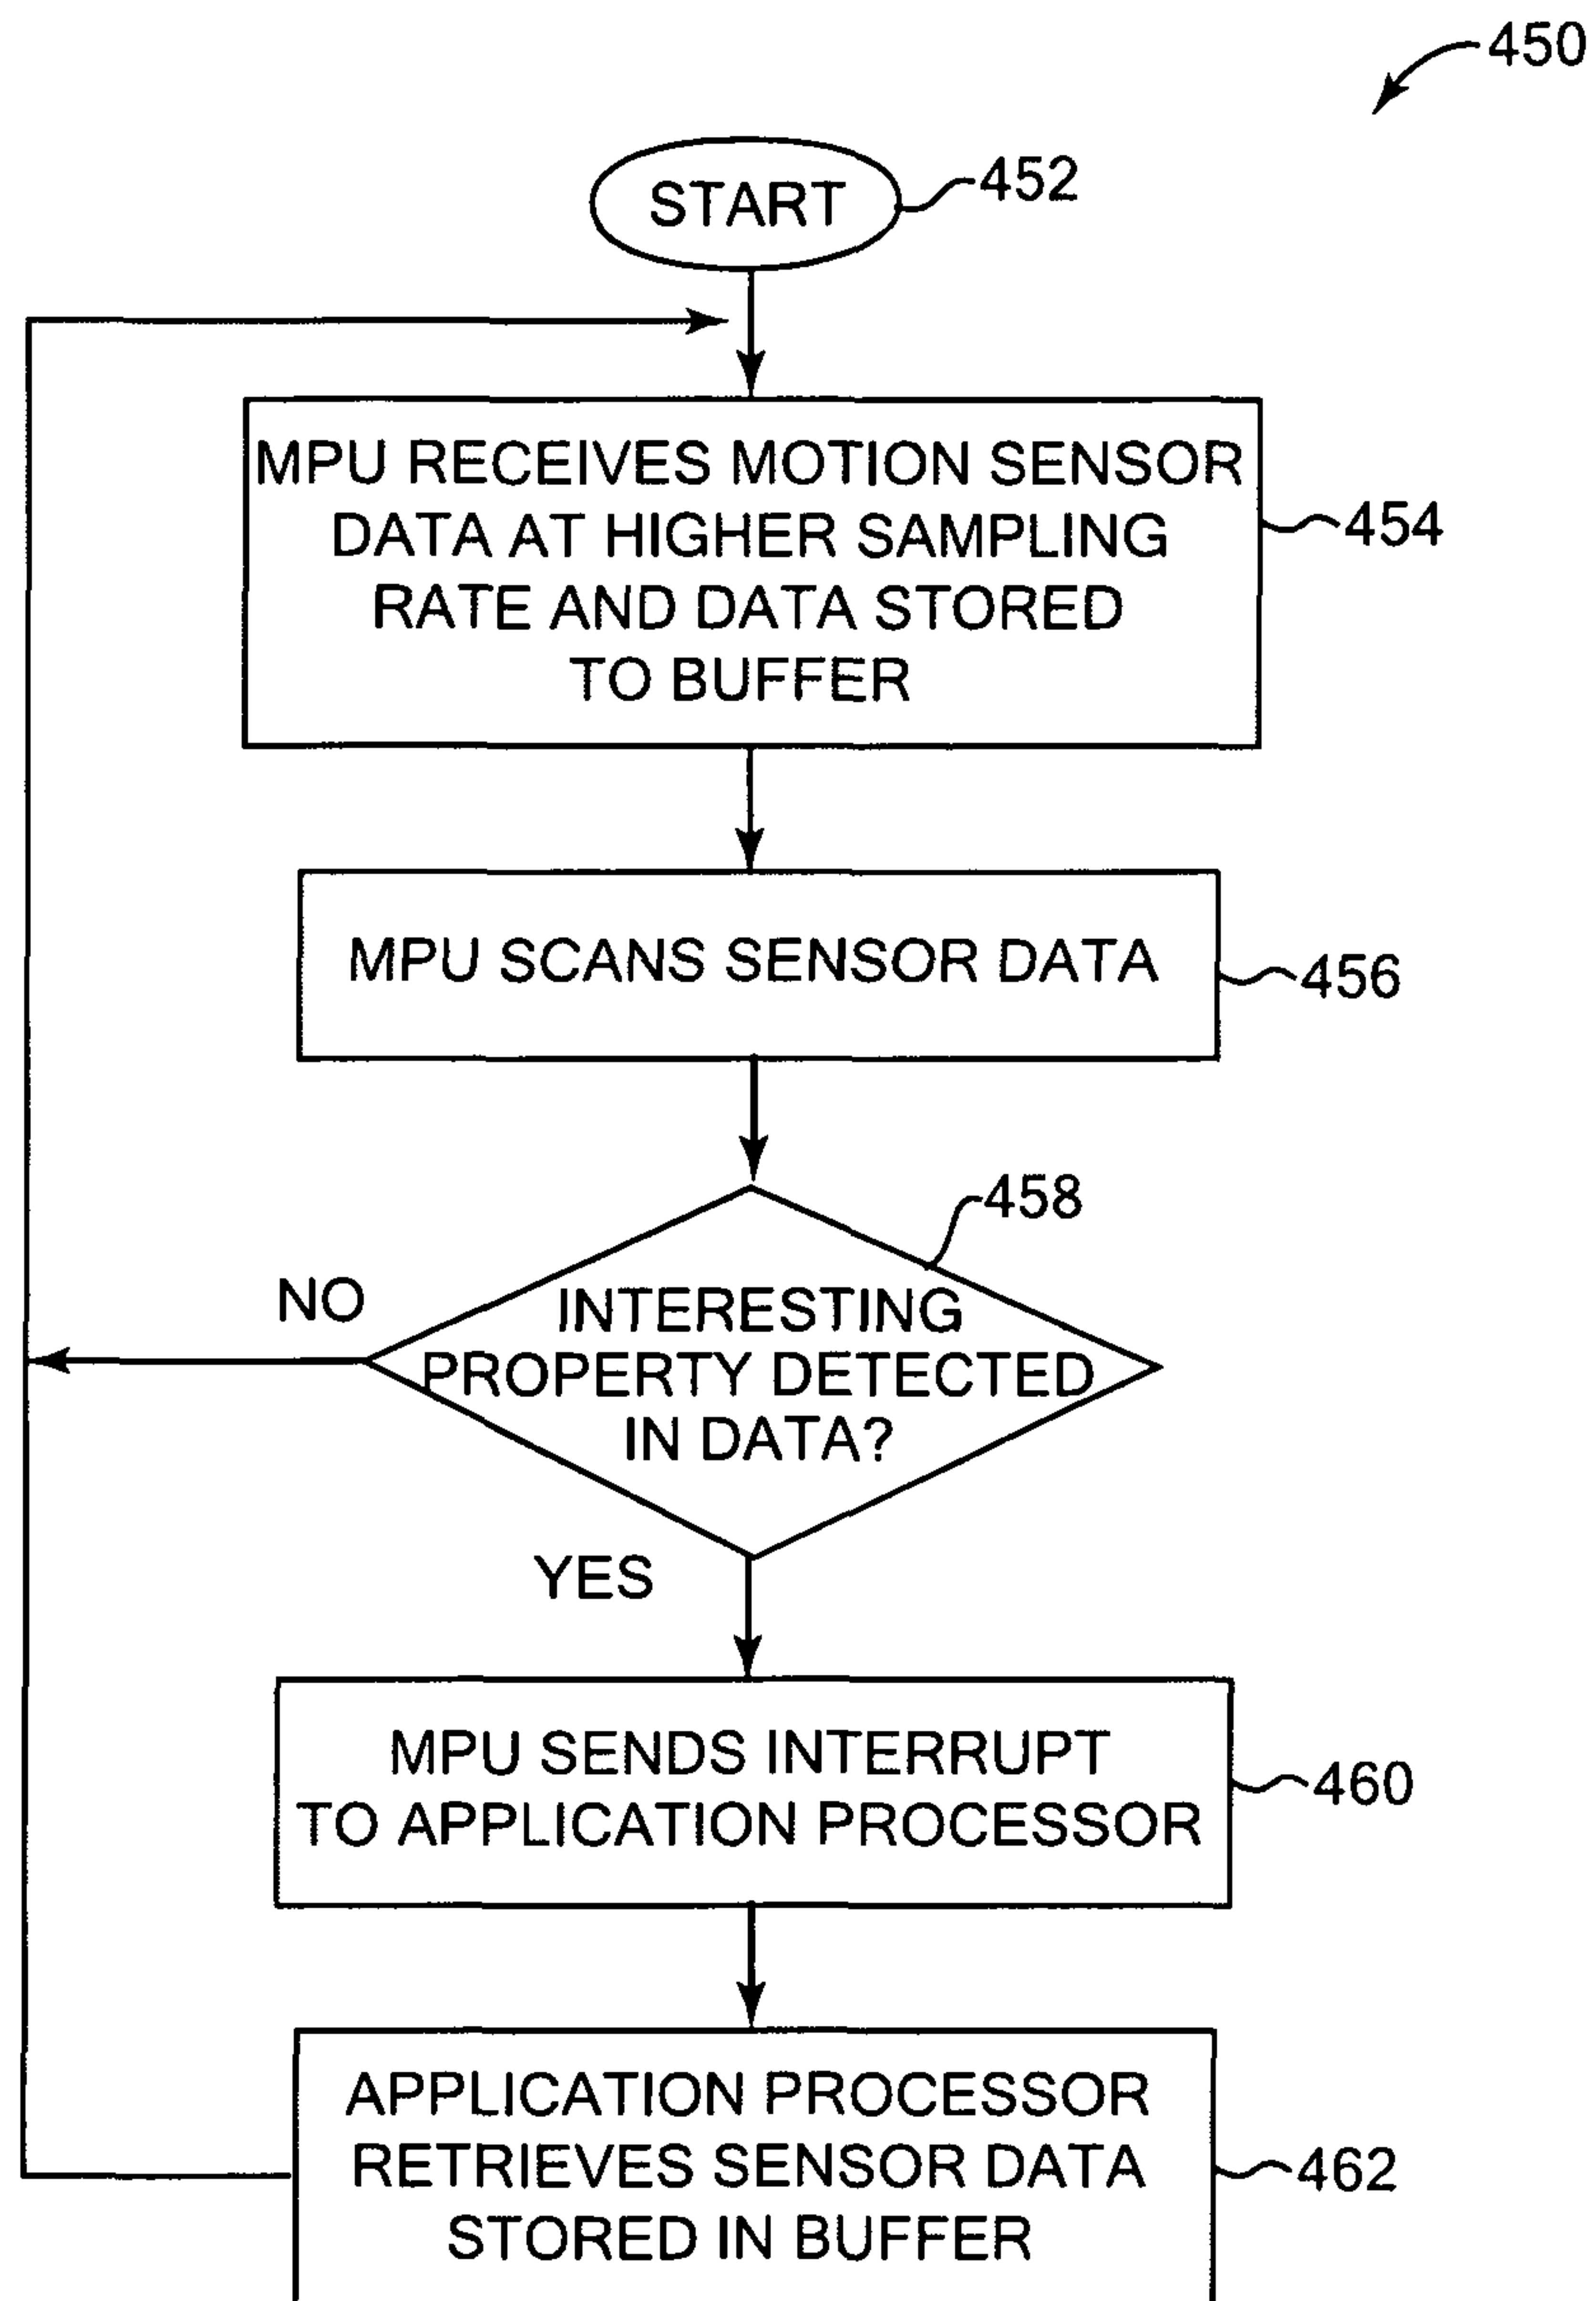 450
START
452
MPU RECEIVES MOTION SENSOR
DATA AT HIGHER SAMPLING
RATE AND DATA STORED
TO BUFFER
454
MPU SCANS SENSOR DATA
456
458
NO
INTERESTING
PROPERTY DETECTED
IN DATA?
YES
MPU SENDS INTERRUPT
TO APPLICATION PROCESSOR
460
APPLICATION PROCESSOR
RETRIEVES SENSOR DATA
STORED IN BUFFER
462